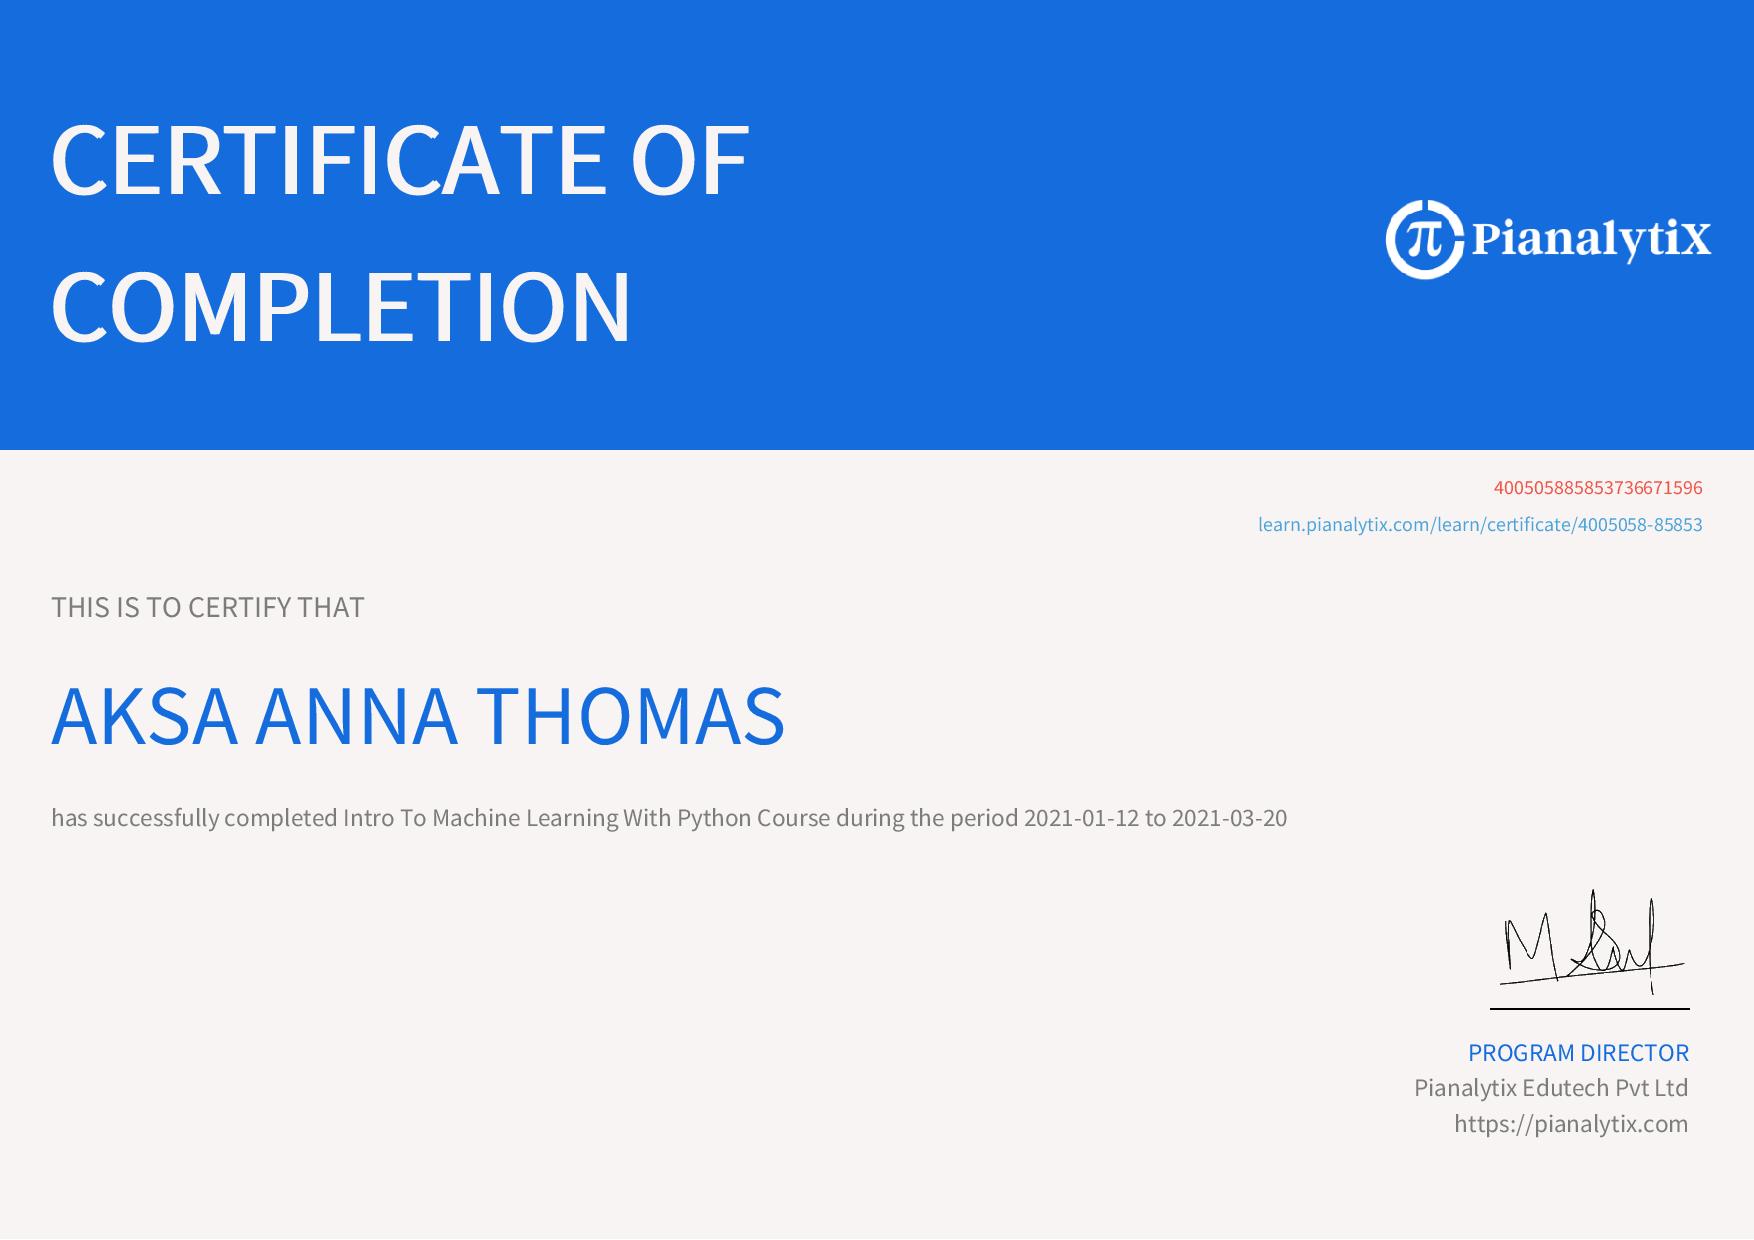 CERTIFICATE OF
COMPLETION
π PianalytiX
400505885853736671596
learn.pianalytix.com/learn/certificate/4005058-85853
THIS IS TO CERTIFY THAT
AKSA ANNA THOMAS
has successfully completed Intro To Machine Learning With Python Course during the period 2021-01-12 to 2021-03-20
PROGRAM DIRECTOR
Pianalytix Edutech Pvt Ltd
https://pianalytix.com